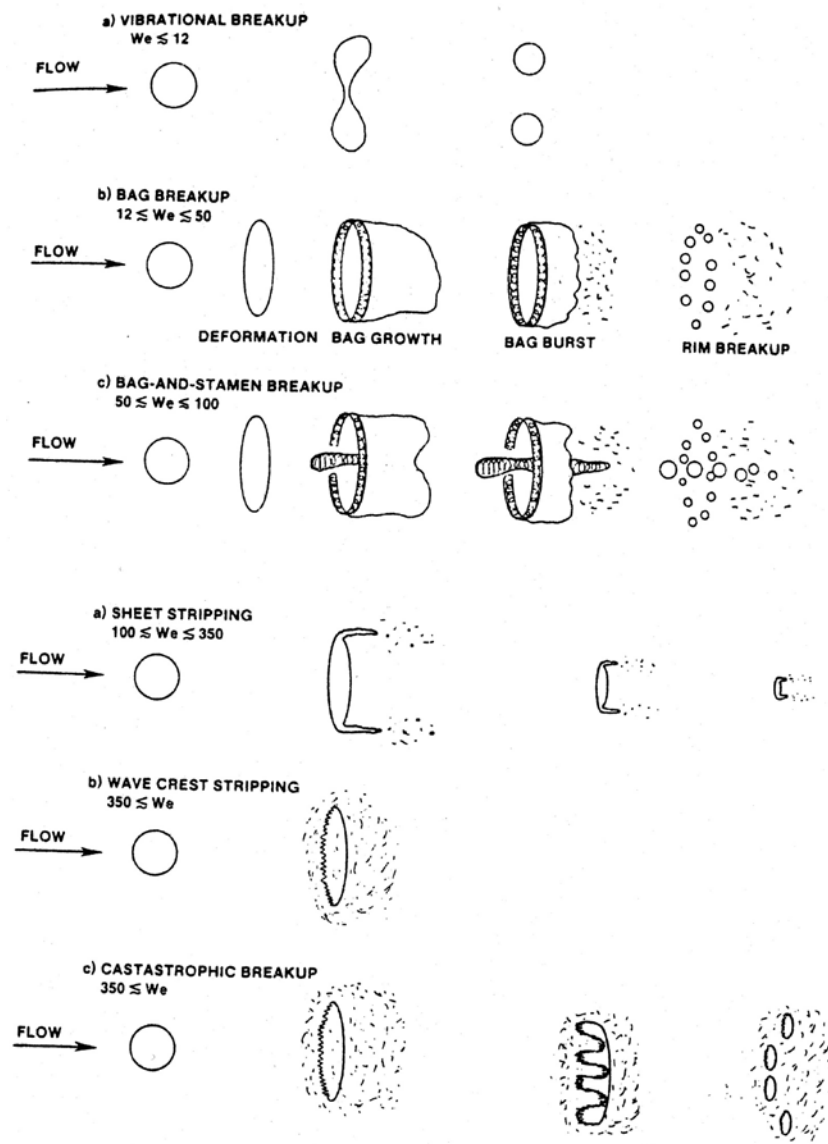 a) VIBRATIONAL BREAKUP
We ≤ 12
FLOW
b) BAG BREAKUP
12 ≤ We ≤ 50
FLOW
DEFORMATION BAG GROWTH BAG BURST RIM BREAKUP
c) BAG-AND-STAMEN BREAKUP
50 ≤ We ≤ 100
FLOW
a) SHEET STRIPPING
100 ≤ We ≤ 350
FLOW
b) WAVE CREST STRIPPING
350 ≤ We
FLOW
c) CASTASTROPHIC BREAKUP
350 ≤ We
FLOW